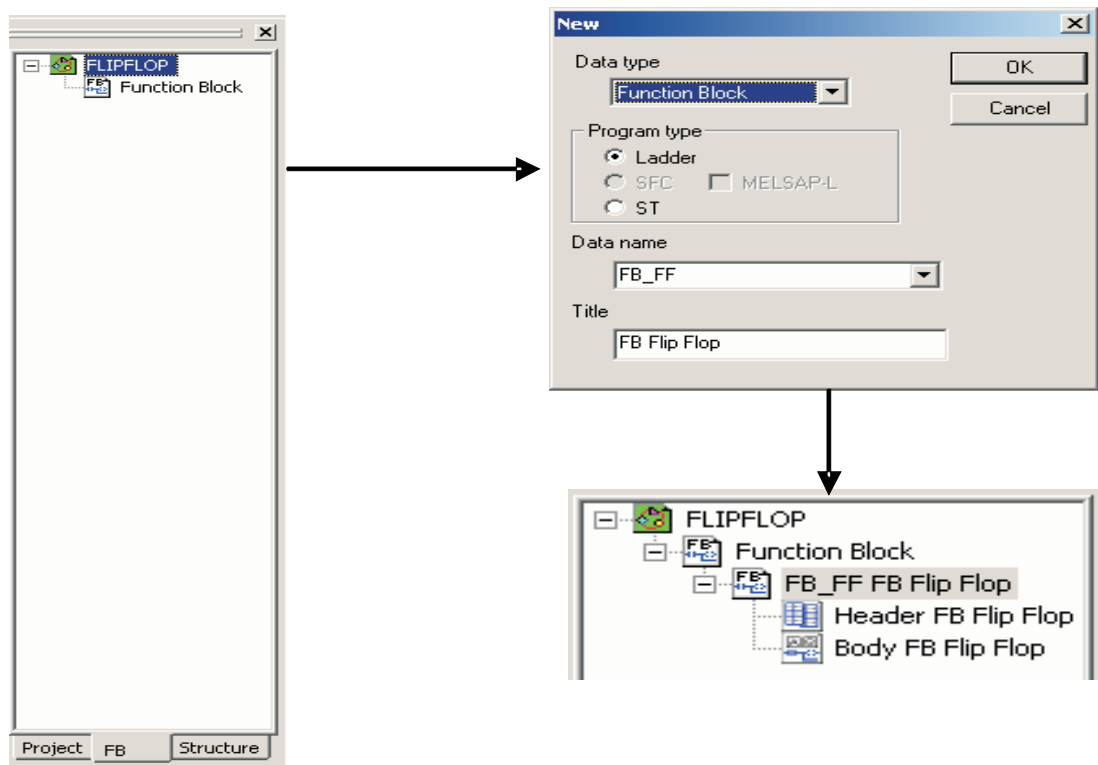 FLIPFLOP
Function Block
Project FB Structure
New
Data type
Function Block
OK
Cancel
Program type
Ladder
SFC MELSAP-L
ST
Data name
FB_FF
Title
FB Flip Flop
FLIPFLOP
Function Block
FB_FF FB Flip Flop
Header FB Flip Flop
Body FB Flip Flop